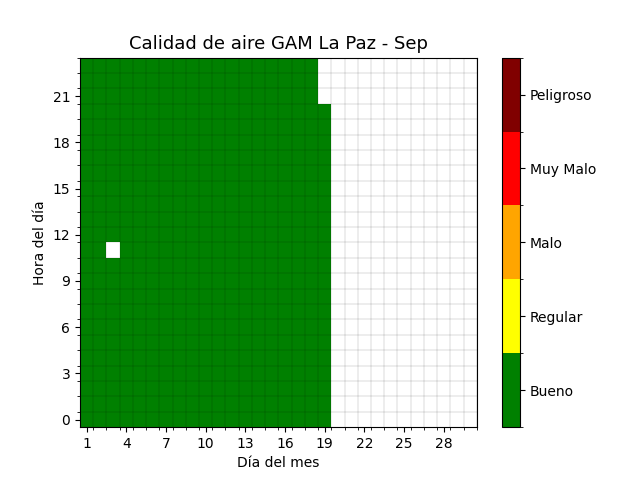 Calidad de aire GAM La Paz - Sep
Hora del día
21
18
15
12
9
6
3
0
1 4 7 10 13 16 19 22 25 28
Día del mes
Peligroso
Muy Malo
Malo
Regular
Bueno